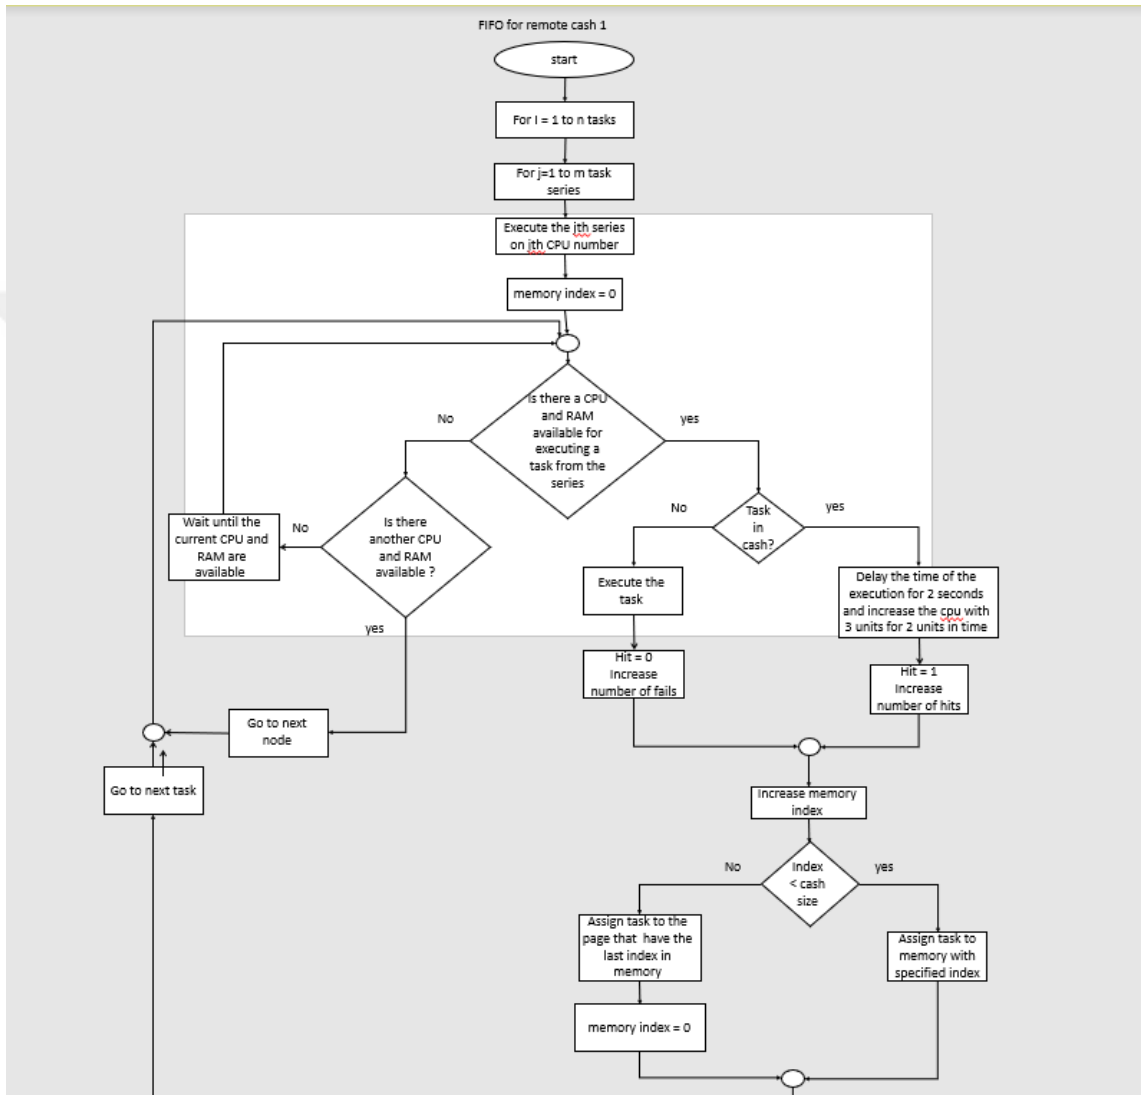 FIFO for remote cash 1
start
For I = 1 to n tasks
For j=1 to m task
series
Execute the jth series
on jth CPU number
memory index = 0
Is there a CPU
and RAM
available for
executing a
task from the
series
No
yes
Is there
another CPU
and RAM
available ?
No
yes
Wait until the
current CPU and
RAM are
available
Task
in
cash?
No
yes
Execute the
task
Delay the time of the
execution for 2 seconds
and increase the cpu with
3 units for 2 units in time
Hit = 0
Increase
number of fails
Hit = 1
Increase
number of hits
Go to next
node
Go to next task
Increase memory
index
Index
< cash
size
No
yes
Assign task to the
page that have the
last index in
memory
Assign task to
memory with
specified index
memory index = 0